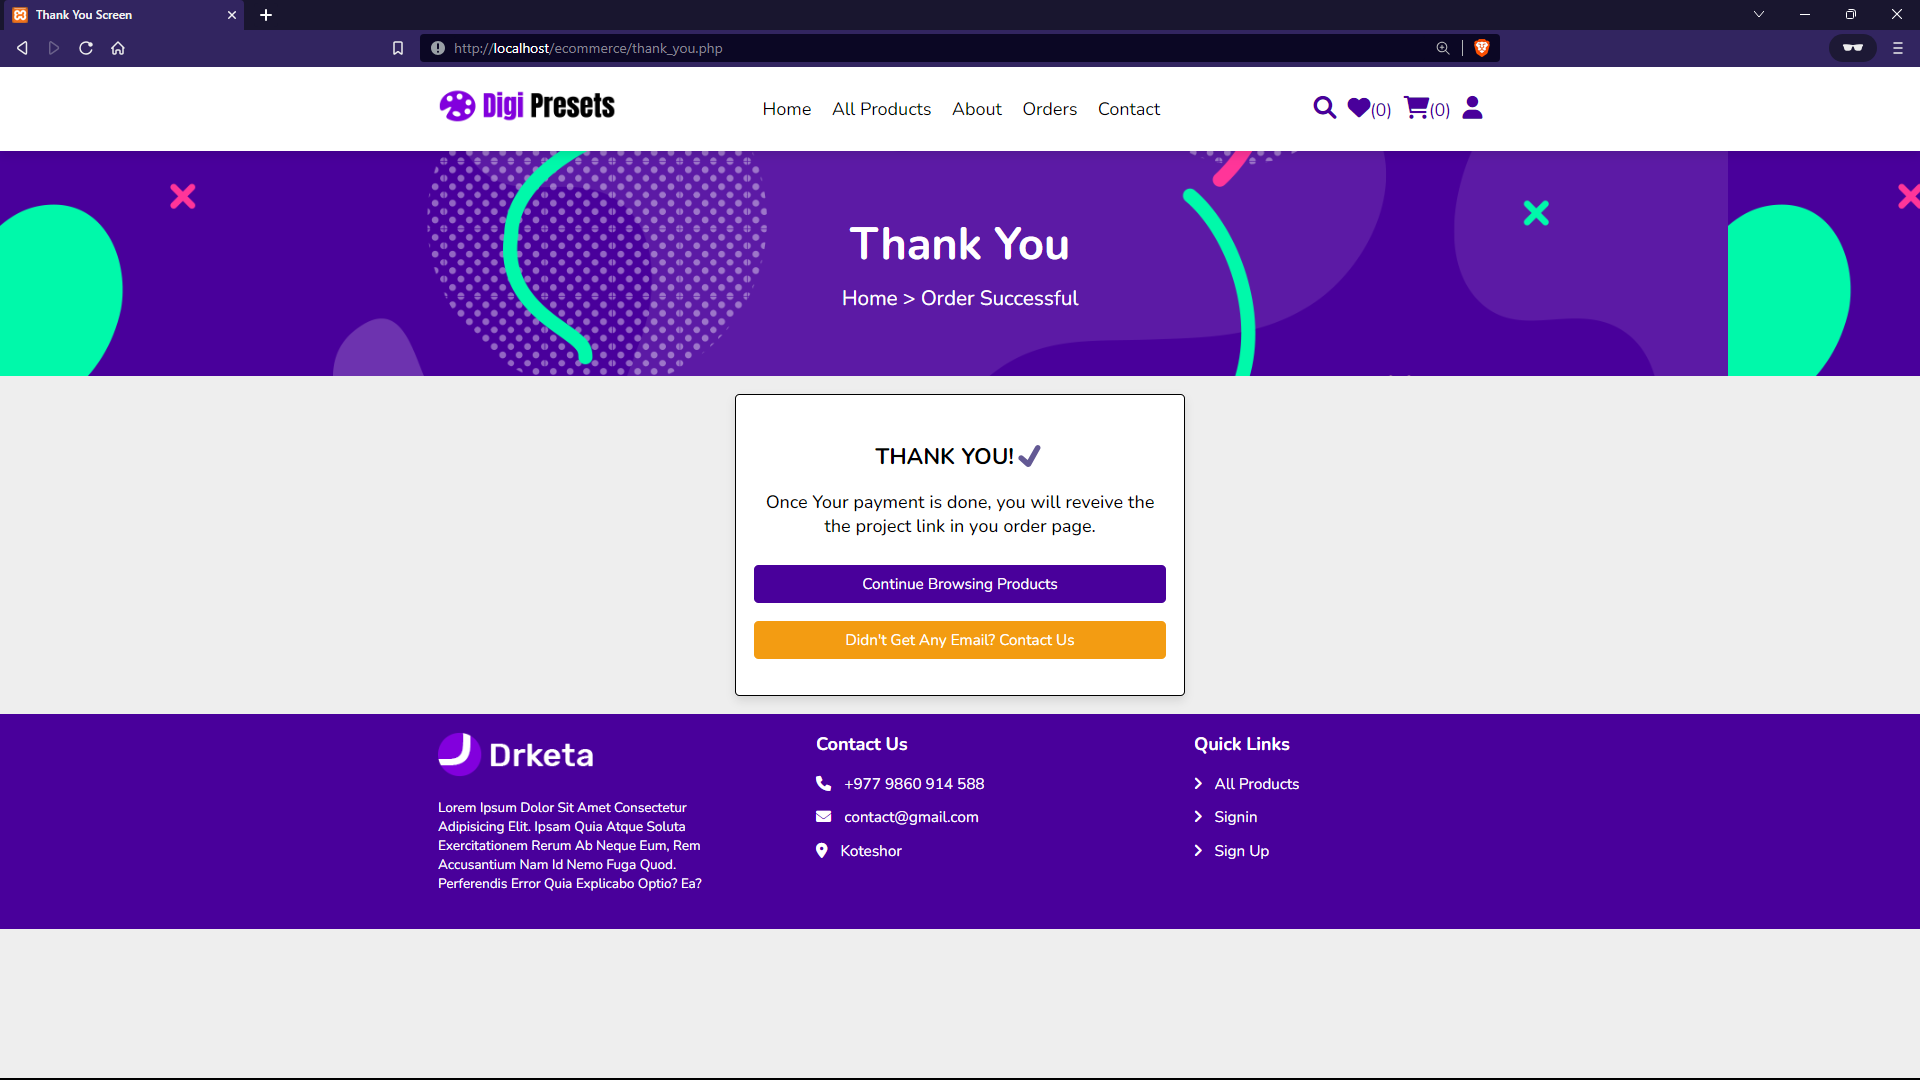 Thank You Screen
http://localhost/ecommerce/thank_you.php
Digi Presets
Home All Products About Orders Contact
(0) (0)
Thank You
Home > Order Successful
THANK YOU!
Once Your payment is done, you will reveive the
the project link in you order page.
Continue Browsing Products
Didn't Get Any Email? Contact Us
Drketa
Lorem Ipsum Dolor Sit Amet Consectetur
Adipisicing Elit. Ipsam Quia Atque Soluta
Exercitationem Rerum Ab Neque Eum, Rem
Accusantium Nam Id Nemo Fuga Quod.
Perferendis Error Quia Explicabo Optio? Ea?
Contact Us
+977 9860 914 588
contact@gmail.com
Koteshor
Quick Links
All Products
Signin
Sign Up